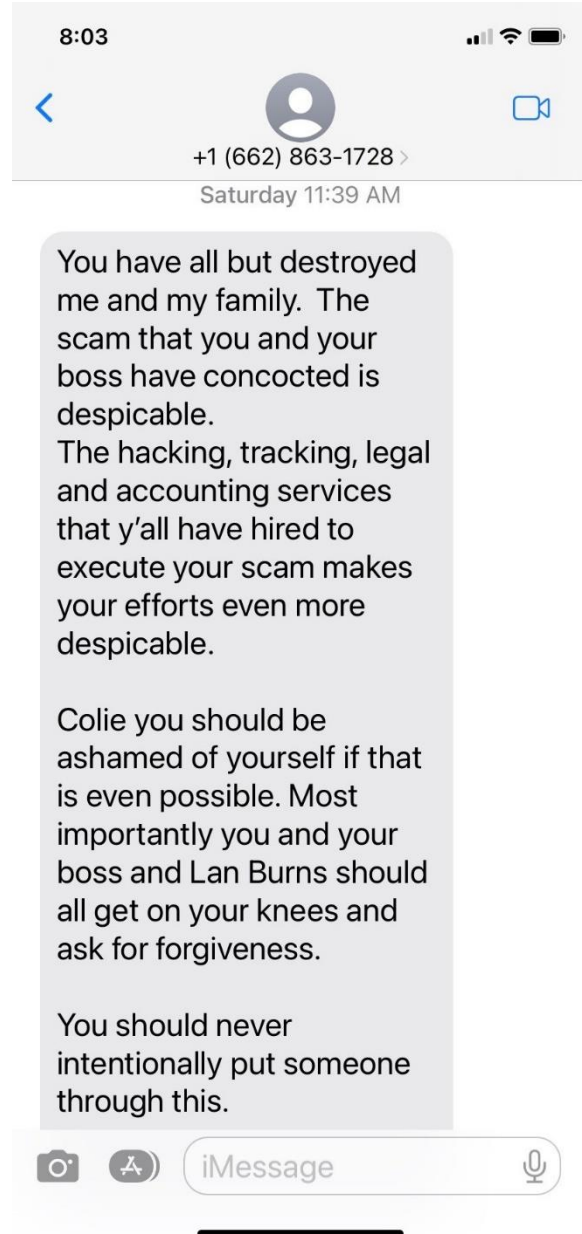 8:03
+1 (662) 863-1728 >
Saturday 11:39 AM
You have all but destroyed
me and my family.  The
scam that you and your
boss have concocted is
despicable.
The hacking, tracking, legal
and accounting services
that y’all have hired to
execute your scam makes
your efforts even more
despicable.
Colie you should be
ashamed of yourself if that
is even possible. Most
importantly you and your
boss and Lan Burns should
all get on your knees and
ask for forgiveness.
You should never
intentionally put someone
through this.
iMessage